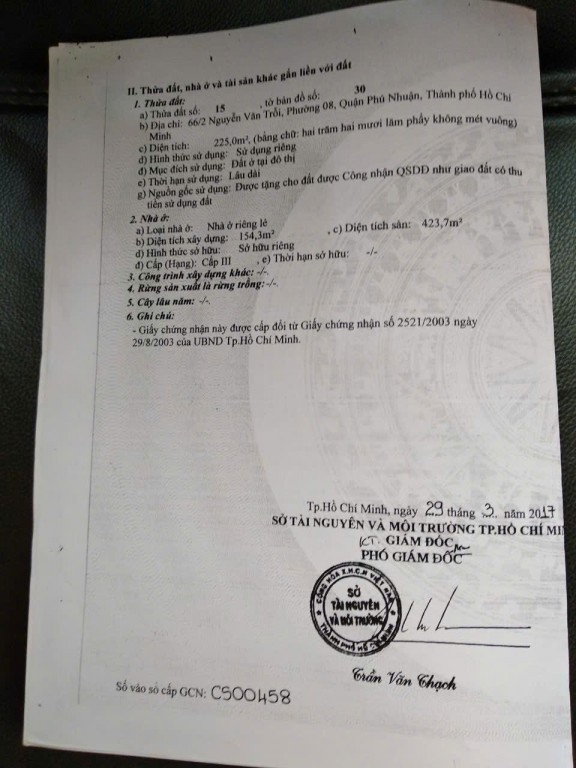 II. Thửa đất, nhà ở và tài sản khác gắn liền với đất
1. Thửa đất:
a) Thửa đất số: 15 , tờ bản đồ số: 30
b) Địa chỉ: 66/2 Nguyễn Văn Trỗi, Phường 08, Quận Phú Nhuận, Thành phố Hồ Chí
Minh
c) Diện tích: 225,0m², (bằng chữ: hai trăm hai mươi lăm phẩy không mét vuông)
d) Hình thức sử dụng: Sử dụng riêng
đ) Mục đích sử dụng: Đất ở tại đô thị
e) Thời hạn sử dụng: Lâu dài
g) Nguồn gốc sử dụng: Được tặng cho đất được Công nhận QSDĐ như giao đất có thu
tiền sử dụng đất
2. Nhà ở:
a) Loại nhà ở: Nhà ở riêng lẻ
b) Diện tích xây dựng: 154,3m² , c) Diện tích sàn: 423,7m²
d) Hình thức sở hữu: Sở hữu riêng
đ) Cấp (Hạng): Cấp III , e) Thời hạn sở hữu: -/-
3. Công trình xây dựng khác: -/-.
4. Rừng sản xuất là rừng trồng:-/-.
5. Cây lâu năm: -/-.
6. Ghi chú:
- Giấy chứng nhận này được cấp đổi từ Giấy chứng nhận số 2521/2003 ngày
29/8/2003 của UBND Tp.Hồ Chí Minh.
Tp.Hồ Chí Minh, ngày 29 tháng 3 năm 2017
SỞ TÀI NGUYÊN VÀ MÔI TRƯỜNG TP.HỒ CHÍ MI
KT. GIÁM ĐỐC
PHÓ GIÁM ĐỐC
CỘNG HÒA X.H.C.N VIỆT NAM
SỞ
TÀI NGUYÊN
VÀ MÔI TRƯỜNG
THÀNH PHỐ HỒ
Trần Văn Thạch
Số vào sổ cấp GCN: CS00458